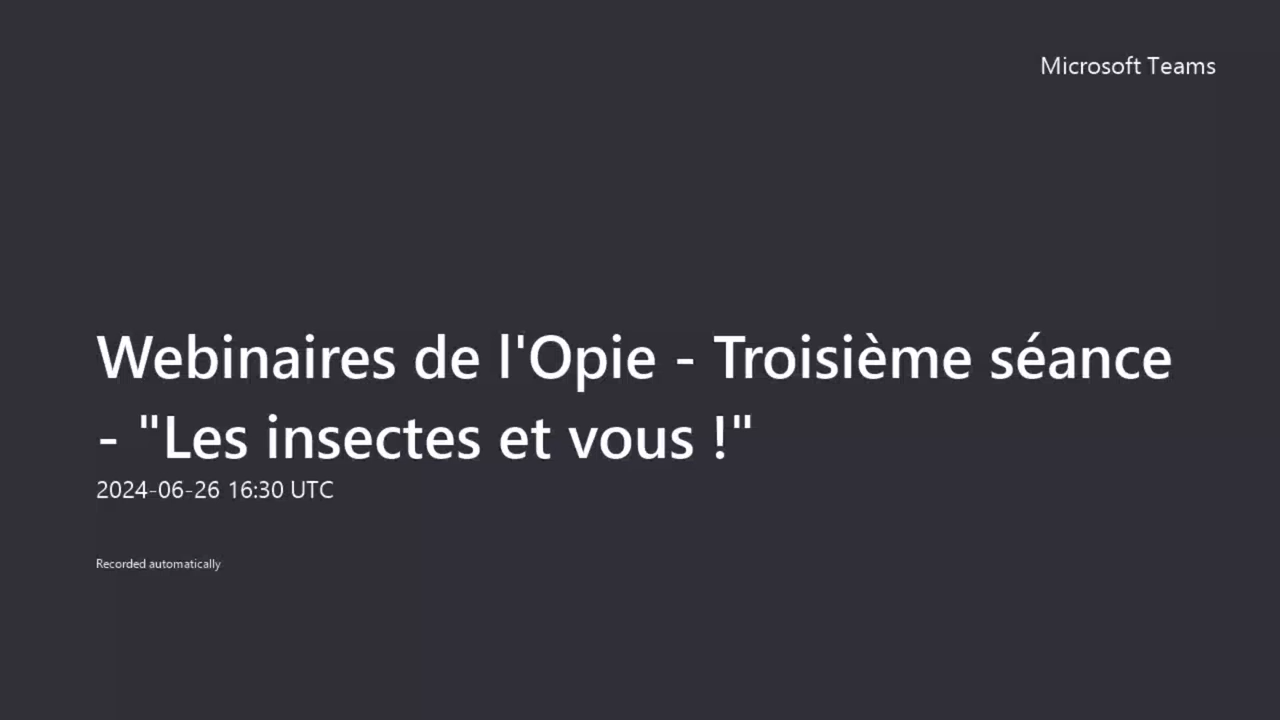 Microsoft Teams
Webinaires de l'Opie - Troisième séance
- "Les insectes et vous !"
2024-06-26 16:30 UTC
Recorded automatically